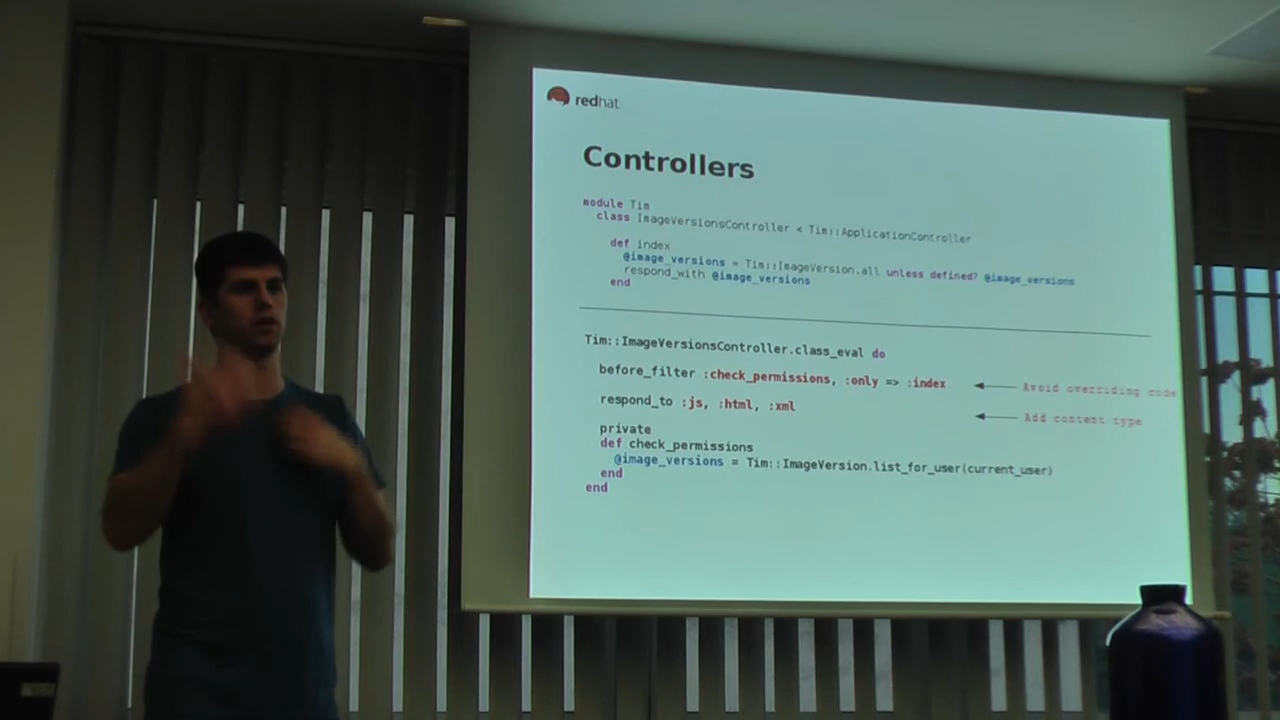 redhat
Controllers
module Tim
class ImageVersionsController < Tim::ApplicationController
def index
@image_versions = Tim::ImageVersion.all unless defined? @image_versions
respond_with @image_versions
end
Tim::ImageVersionsController.class_eval do
before_filter :check_permissions, :only => :index
Avoid overriding code
respond_to :js, :html, :xml
Add content type
private
def check_permissions
@image_versions = Tim::ImageVersion.list_for_user(current_user)
end
end